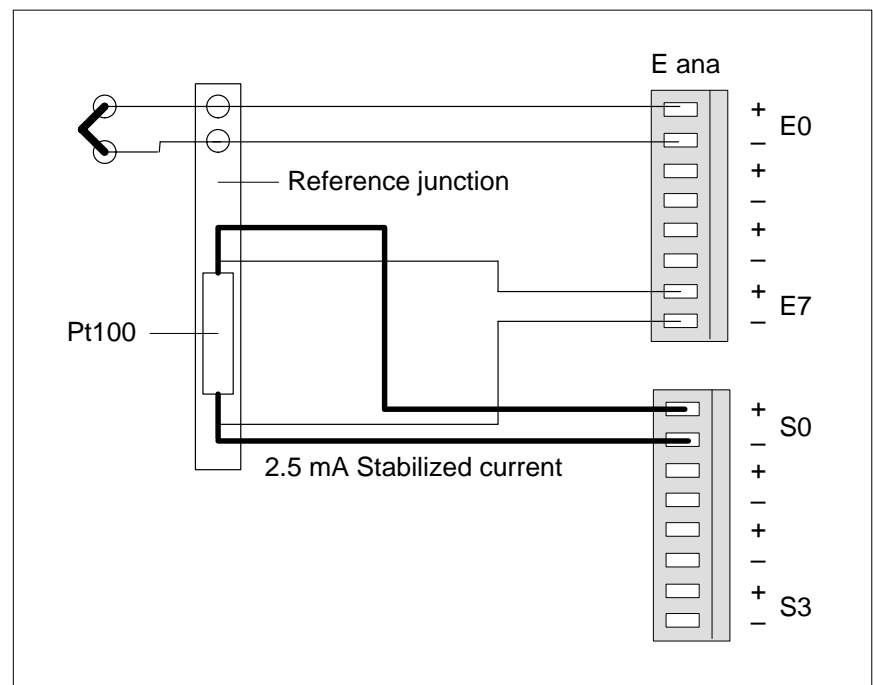 E ana
+
E0
–
Reference junction
+
–
+
–
+
E7
–
Pt100
+
S0
–
2.5 mA Stabilized current
+
–
+
–
+
S3
–